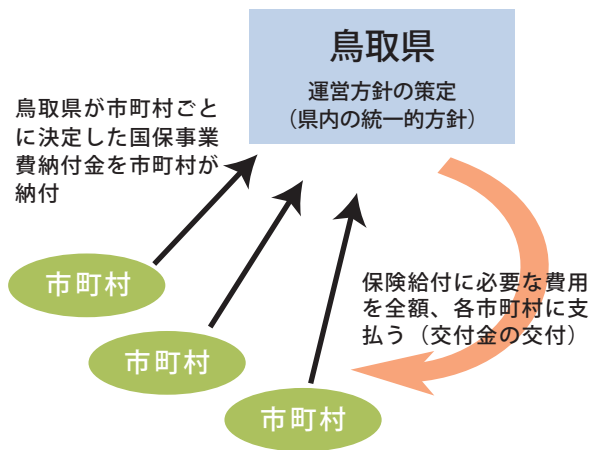 鳥取県
運営方針の策定
（県内の統一的方針）
鳥取県が市町村ごと
に決定した国保事業
費納付金を市町村が
納付
市町村
保険給付に必要な費用
を全額、各市町村に支
払う（交付金の交付）
市町村
市町村